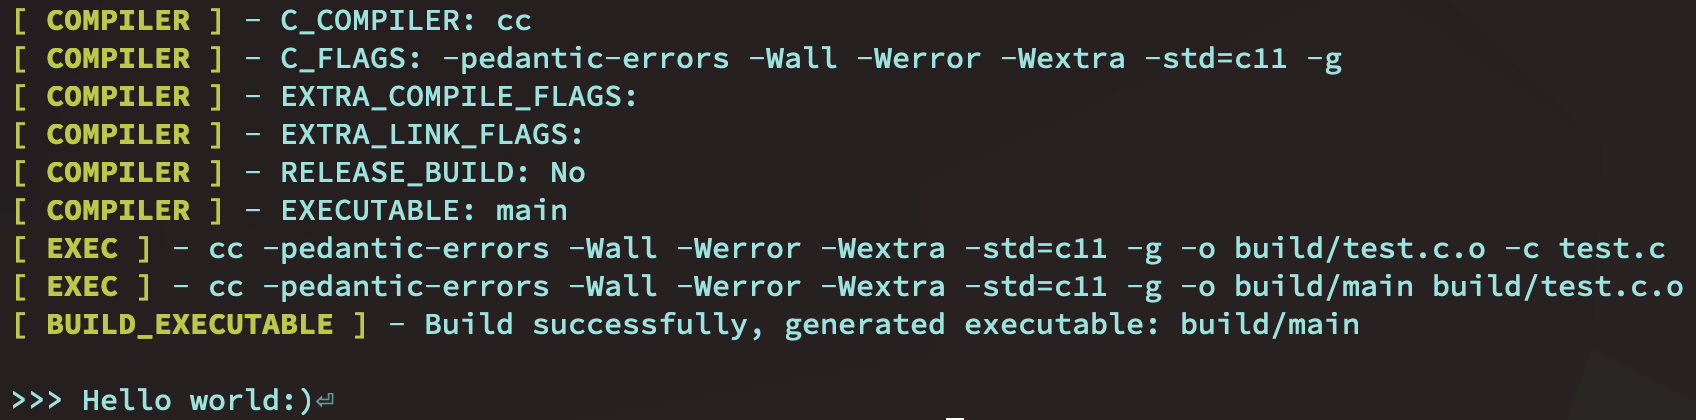 [ COMPILER ] - C_COMPILER: cc
[ COMPILER ] - C_FLAGS: -pedantic-errors -Wall -Werror -Wextra -std=c11 -g
[ COMPILER ] - EXTRA_COMPILE_FLAGS:
[ COMPILER ] - EXTRA_LINK_FLAGS:
[ COMPILER ] - RELEASE_BUILD: No
[ COMPILER ] - EXECUTABLE: main
[ EXEC ] - cc -pedantic-errors -Wall -Werror -Wextra -std=c11 -g -o build/test.c.o -c test.c
[ EXEC ] - cc -pedantic-errors -Wall -Werror -Wextra -std=c11 -g -o build/main build/test.c.o
[ BUILD_EXECUTABLE ] - Build successfully, generated executable: build/main
>>> Hello world:)⏎